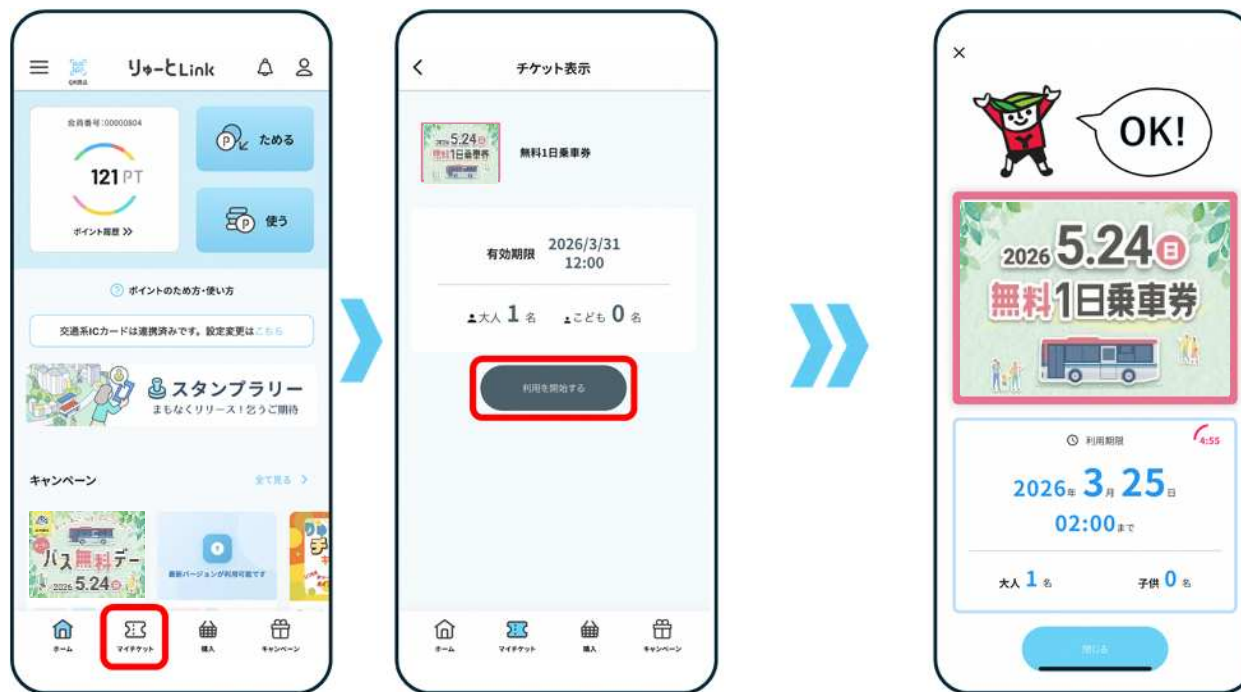 りゅーとLink
会員番号:00000804
121 PT
ポイント履歴 »
P ためる
P 使う
? ポイントのため方・使い方
交通系ICカードは連携済みです。設定変更はこちら
スタンプラリー
まもなくリリース!乞うご期待
キャンペーン
全て見る >
バス無料デー
2026 5.24 日
最新バージョンが利用可能です
ホーム
マイチケット
購入
キャンペーン
チケット表示
2026 5.24 日
無料1日乗車券
無料1日乗車券
有効期限 2026/3/31
12:00
大人 1 名 こども 0 名
利用を開始する
ホーム
マイチケット
購入
キャンペーン
×
Y
OK!
2026 5.24 日
無料1日乗車券
利用期限
4:55
2026年 3月 25日
02:00まで
大人 1 名 子供 0 名
閉じる